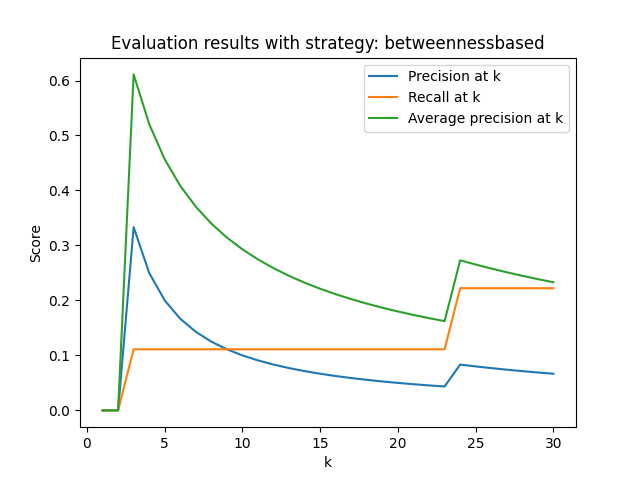 Evaluation results with strategy: betweennessbased
Precision at k
Recall at k
Average precision at k
Score
0.6
0.5
0.4
0.3
0.2
0.1
0.0
0 5 10 15 20 25 30
k